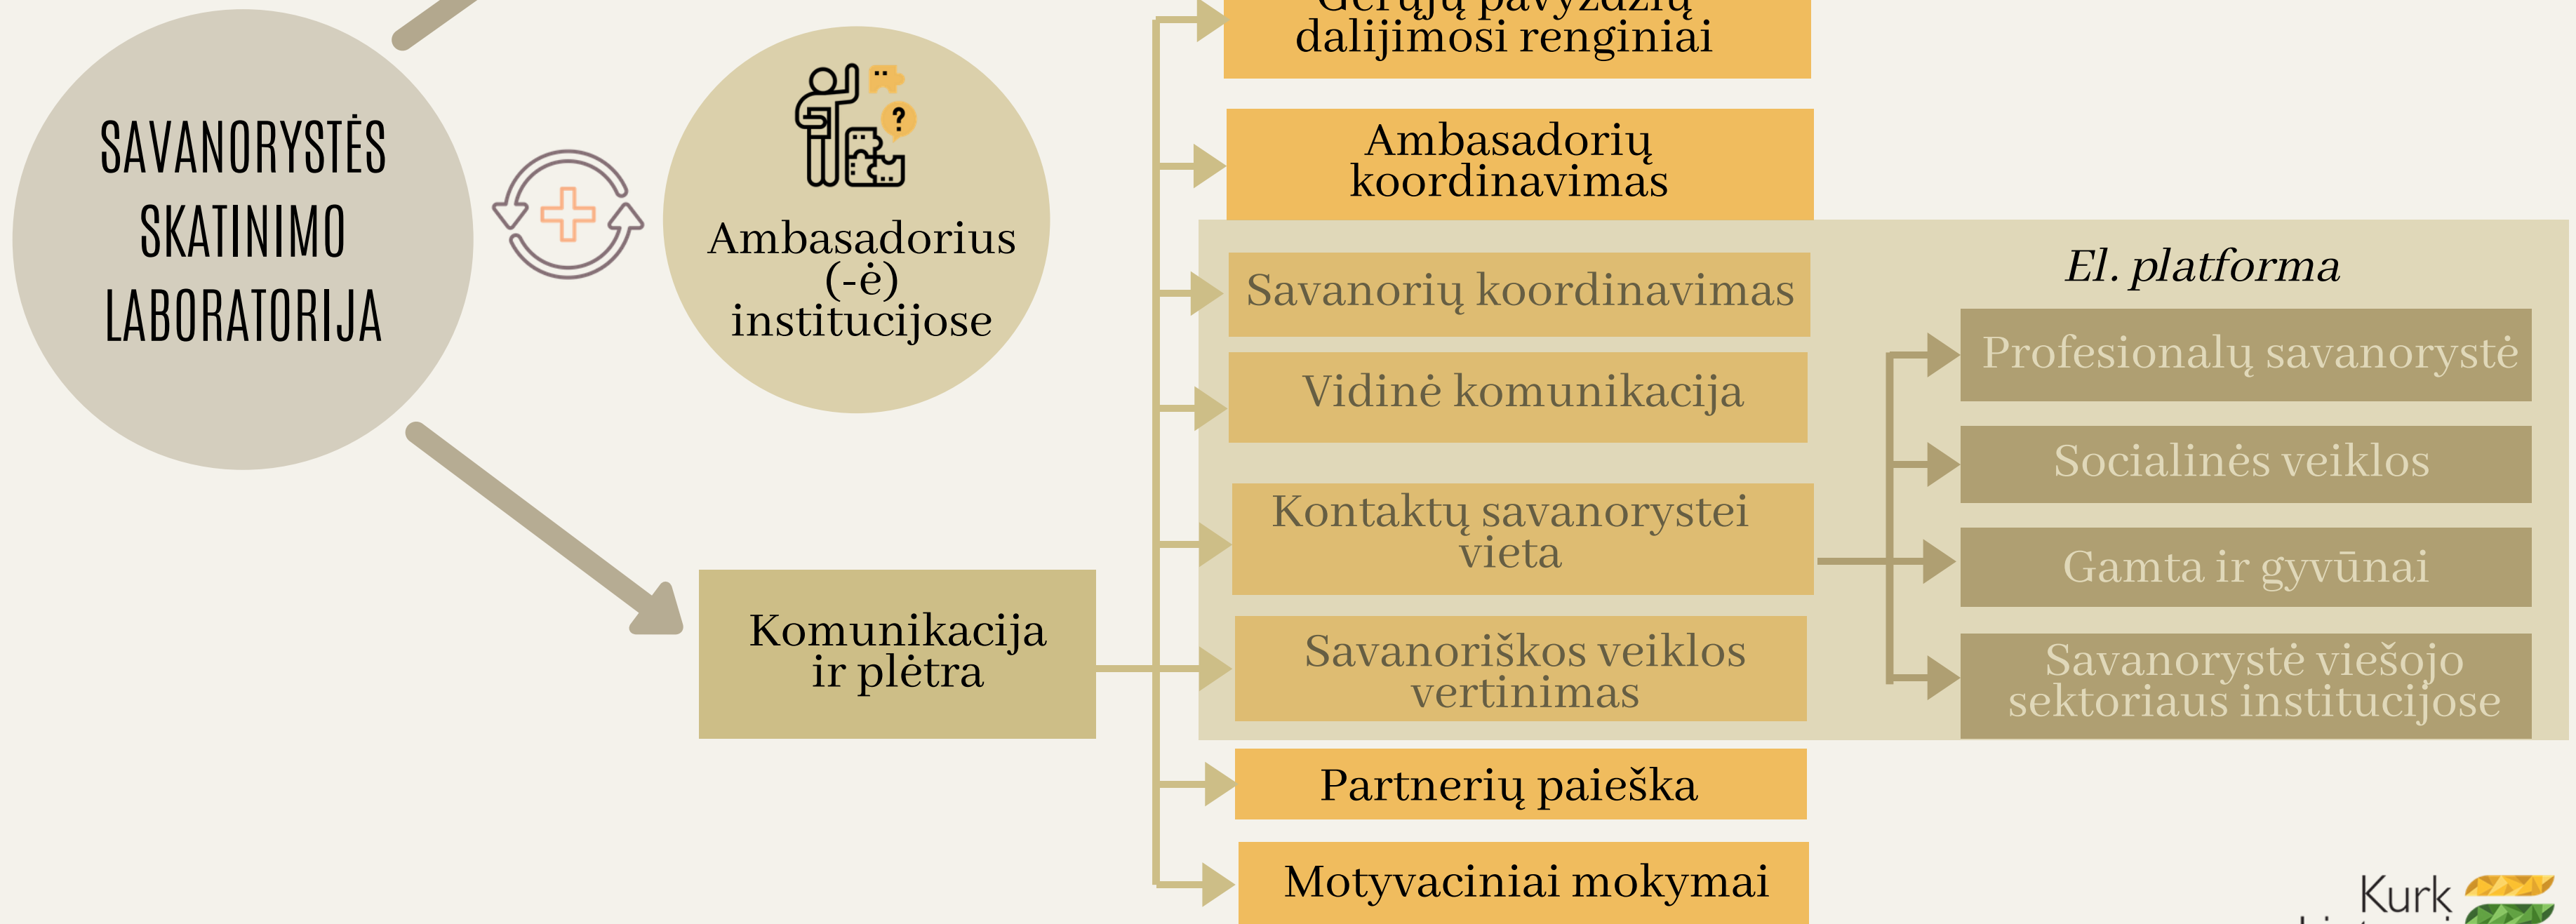 SAVANORYSTĖS
SKATINIMO
LABORATORIJA
?
Ambasadorius
(-ė)
institucijose
Komunikacija
ir plėtra
Gerųjų pavyzdžių
dalijimosi renginiai
Ambasadorių
koordinavimas
Savanorių koordinavimas
Vidinė komunikacija
Kontaktų savanorystei
vieta
Savanoriškos veiklos
vertinimas
Partnerių paieška
Motyvaciniai mokymai
El. platforma
Profesionalų savanorystė
Socialinės veiklos
Gamta ir gyvūnai
Savanorystė viešojo
sektoriaus institucijose
Kurk